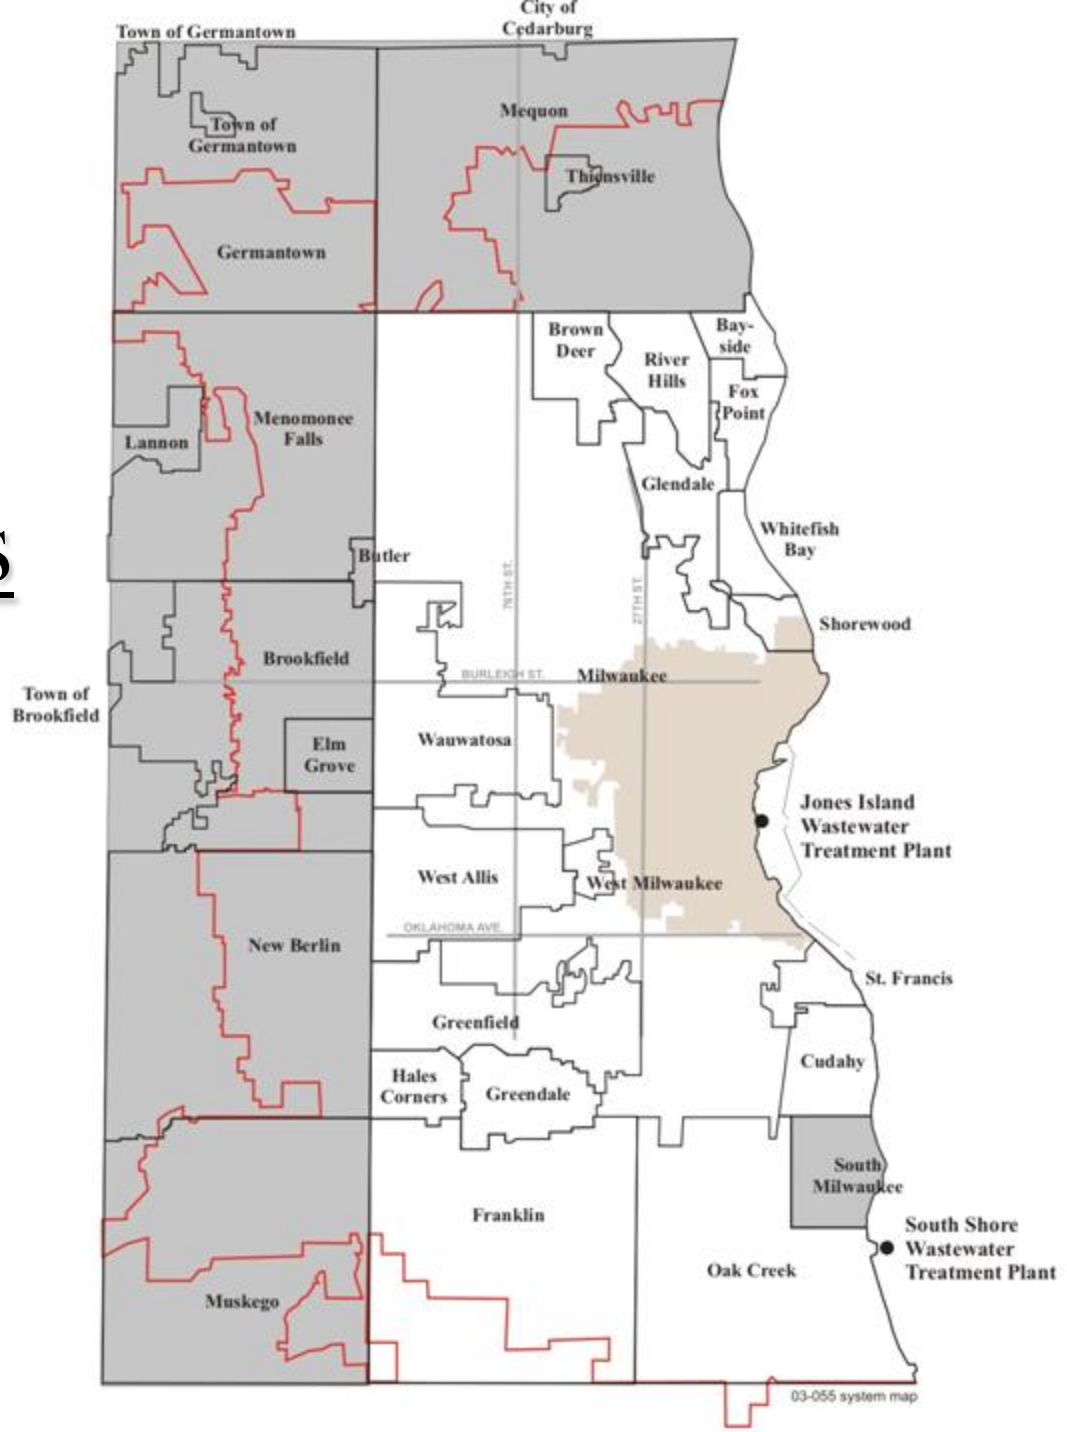 City of
Cedarburg
Town of Germantown
Mequon
Town of
Germantown
Thiensville
Germantown
Bay-
side
Brown
Deer
River
Hills
Fox
Point
Menomonee
Falls
Lannon
Glendale
Whitefish
Bay
S
Butler
76TH ST.
27TH ST.
Shorewood
Brookfield
BURLEIGH ST.
Milwaukee
Town of
Brookfield
Wauwatosa
Elm
Grove
Jones Island
Wastewater
Treatment Plant
West Allis
West Milwaukee
OKLAHOMA AVE.
New Berlin
St. Francis
Greenfield
Cudahy
Hales
Corners
Greendale
South
Milwaukee
Franklin
South Shore
Wastewater
Treatment Plant
Oak Creek
Muskego
03-055 system map